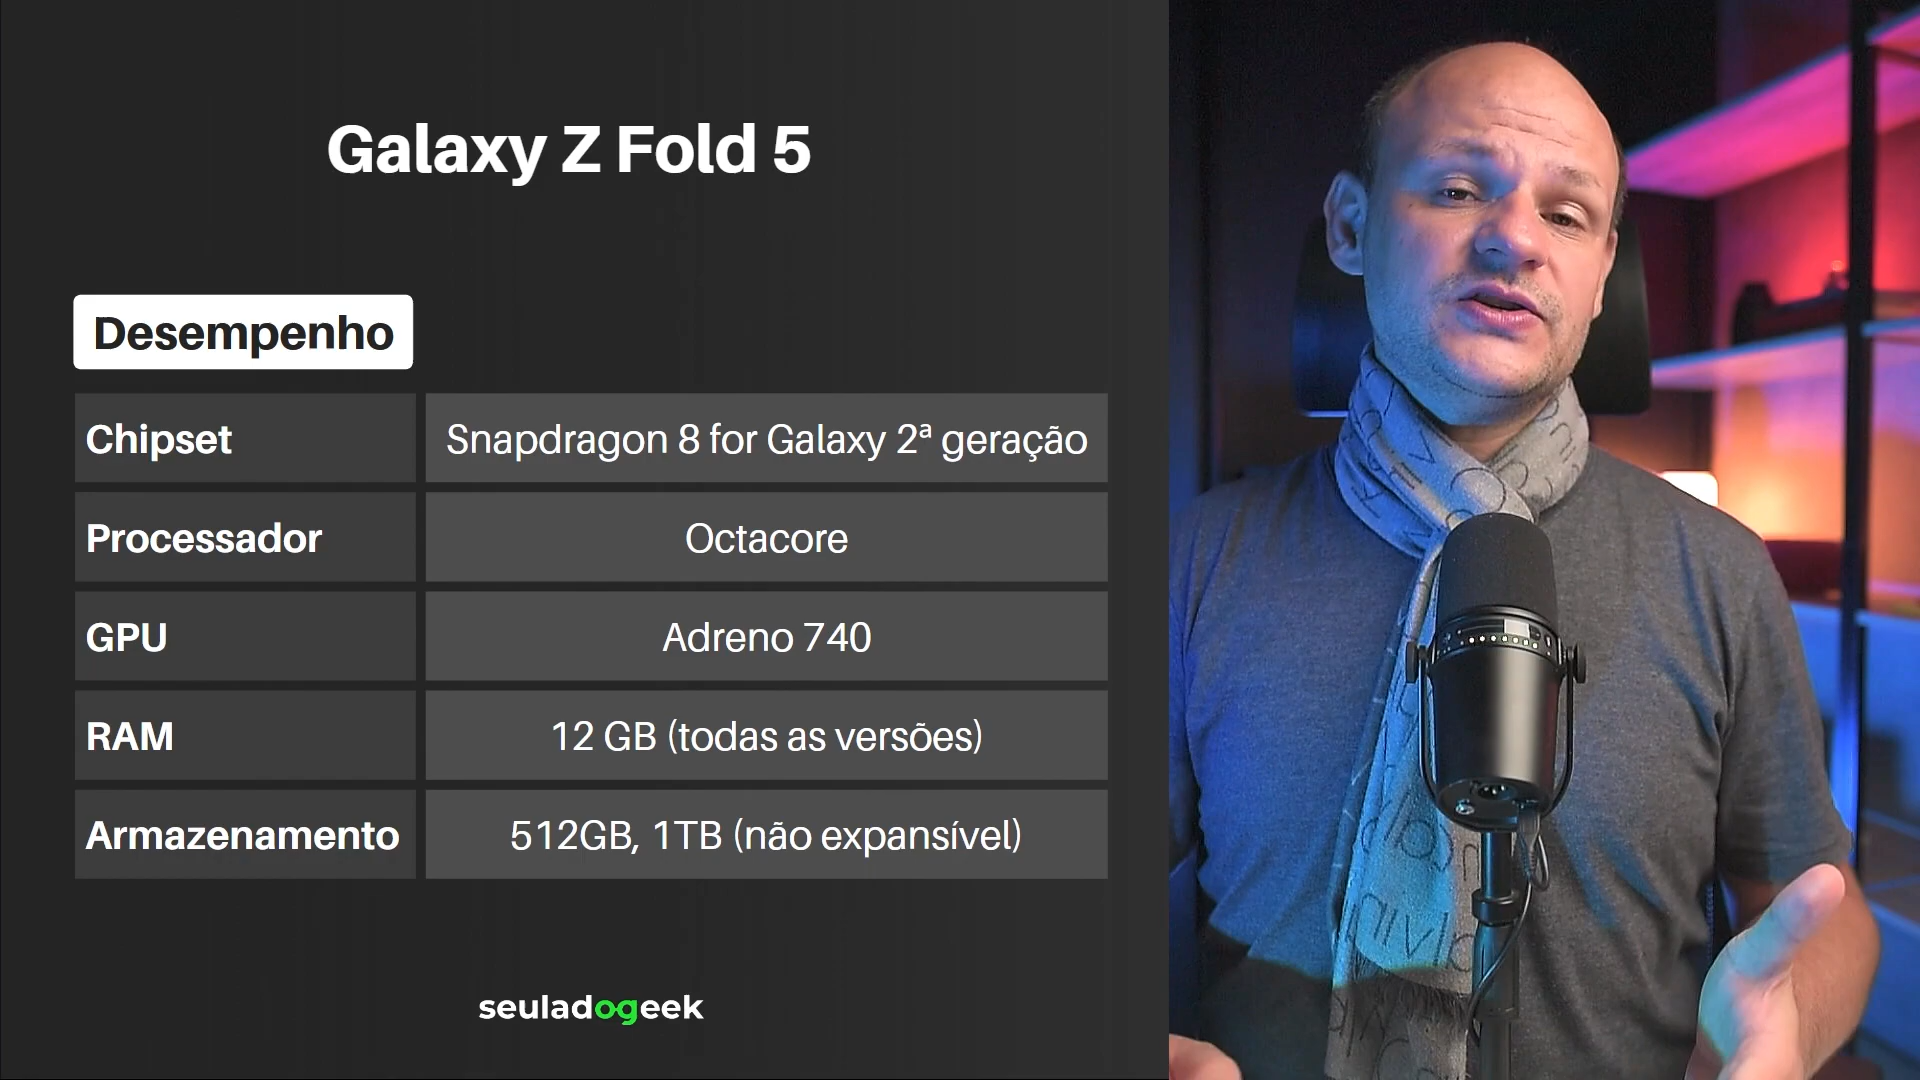 Galaxy Z Fold 5
Desempenho
Chipset Snapdragon 8 for Galaxy 2ª geração
Processador Octacore
GPU Adreno 740
RAM 12 GB (todas as versões)
Armazenamento 512GB, 1TB (não expansível)
seuladogeek